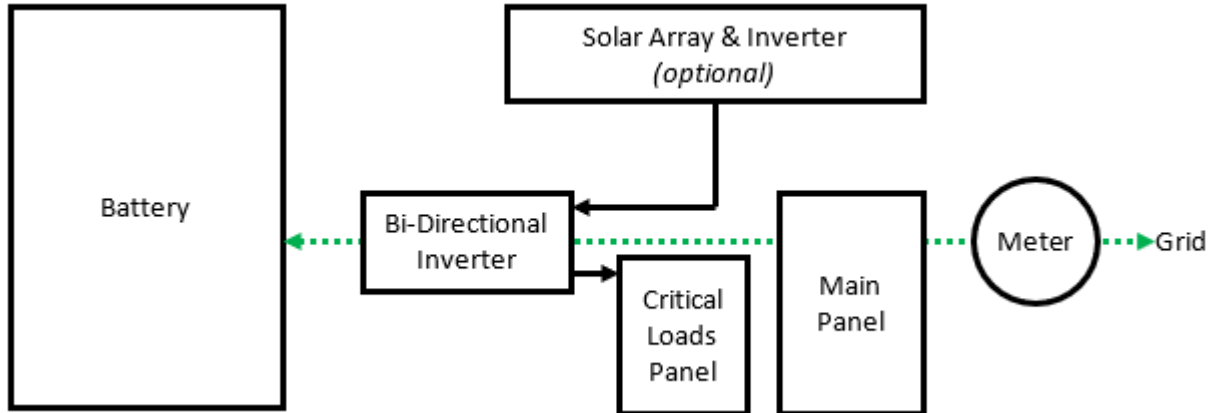 Solar Array & Inverter
(optional)
Battery
Bi-Directional
Inverter
Critical
Loads
Panel
Main
Panel
Meter
Grid